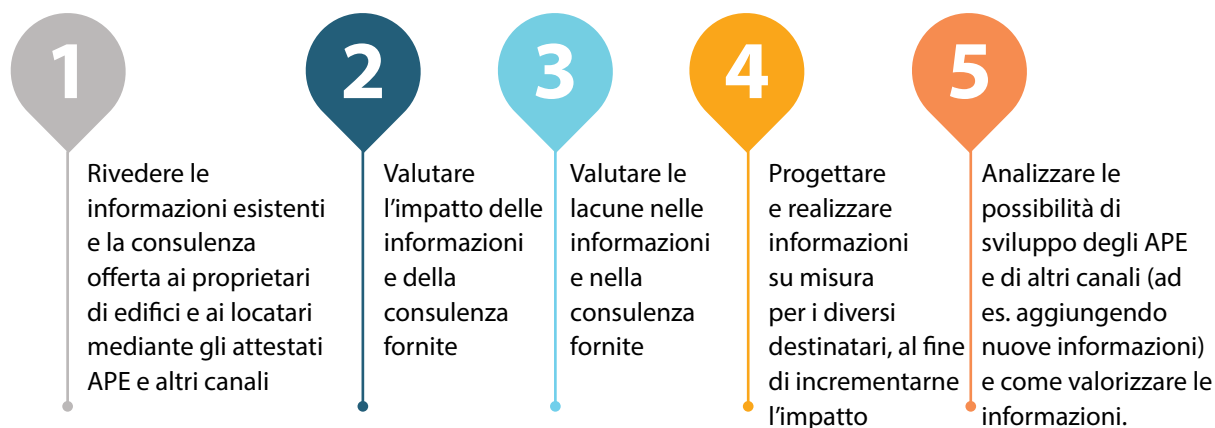 1
Rivedere le
informazioni esistenti
e la consulenza
offerta ai proprietari
di edifici e ai locatari
mediante gli attestati
APE e altri canali
2
Valutare
l'impatto delle
informazioni
e della
consulenza
fornite
3
Valutare le
lacune nelle
informazioni
e nella
consulenza
fornite
4
Progettare
e realizzare
informazioni
su misura
per i diversi
destinatari, al fine
di incrementarne
l'impatto
5
Analizzare le
possibilità di
sviluppo degli APE
e di altri canali (ad
es. aggiungendo
nuove informazioni)
e come valorizzare le
informazioni.